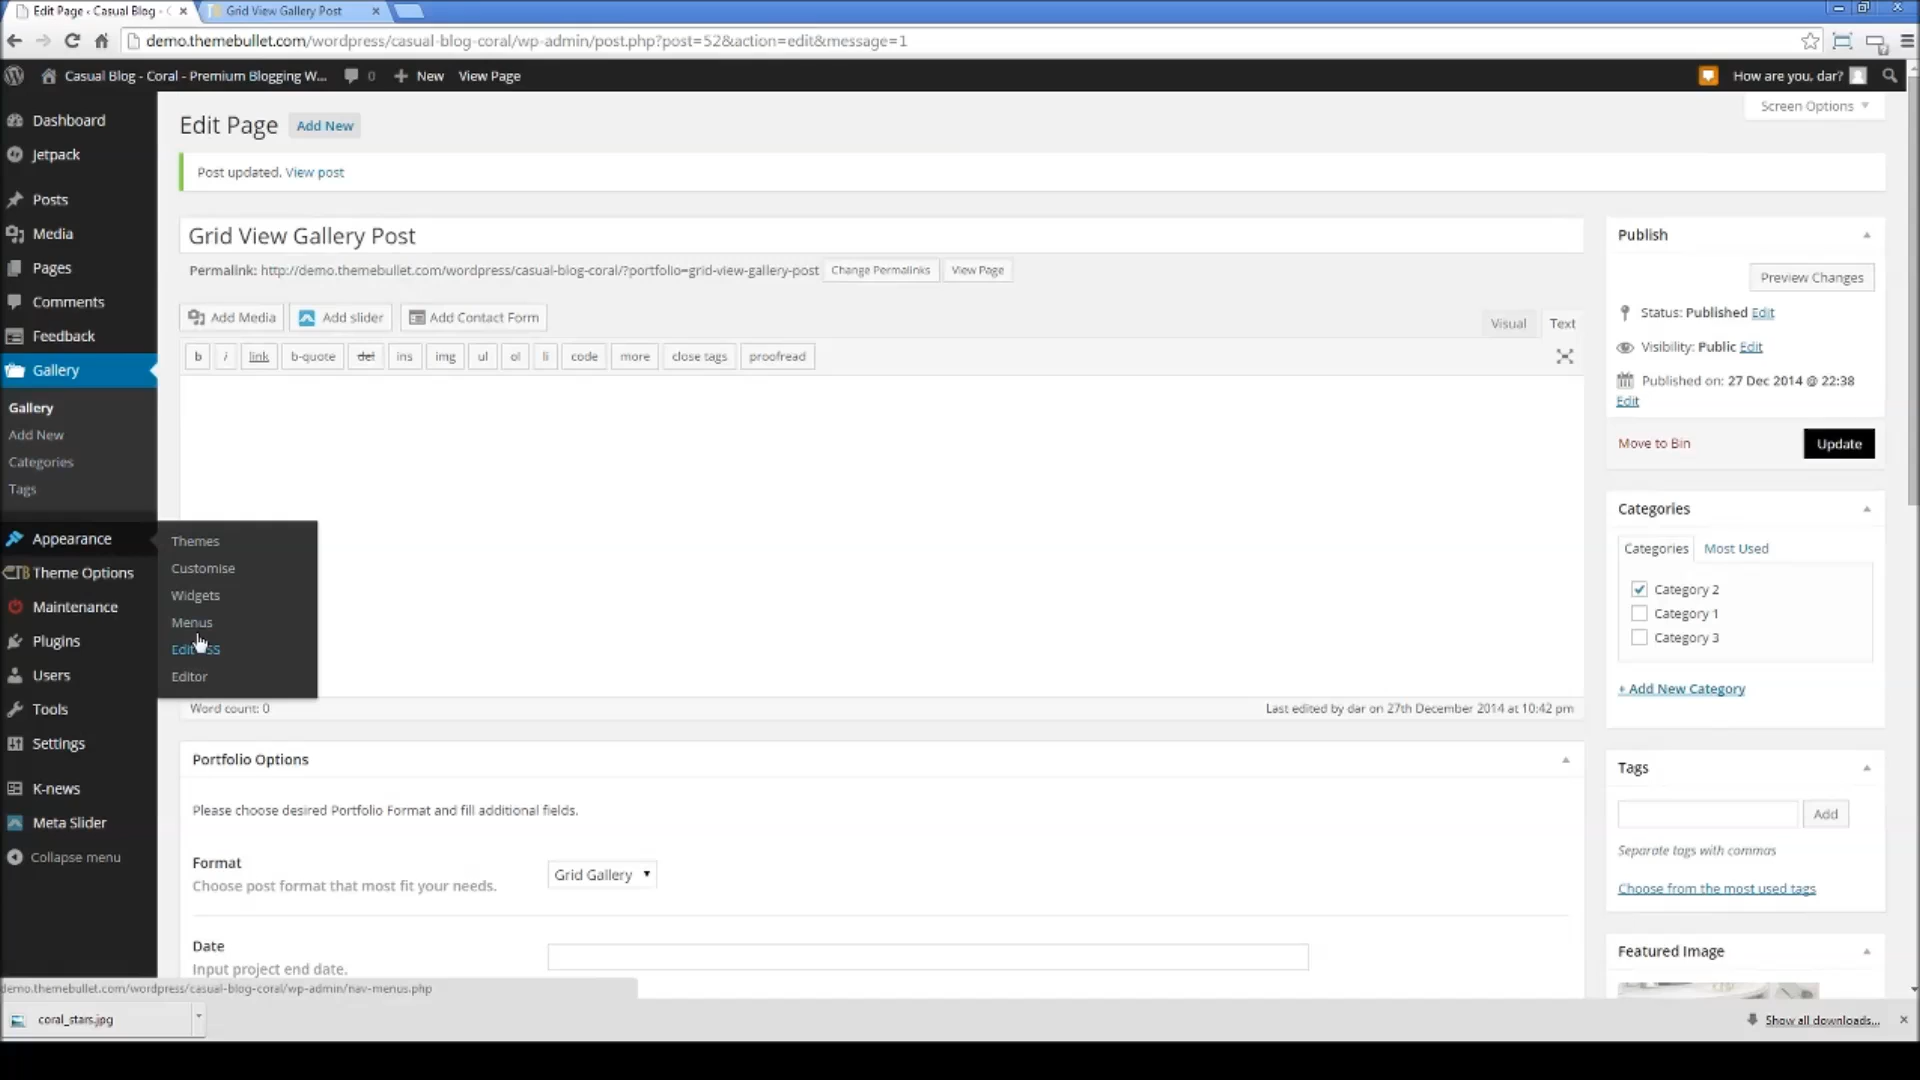 Edit Page ‹ Casual Blog - C
Grid View Gallery Post
demo.themebullet.com/wordpress/casual-blog-coral/wp-admin/post.php?post=52&action=edit&message=1
Casual Blog - Coral - Premium Blogging W...
0
New
View Page
How are you, dar?
Dashboard
Jetpack
Posts
Media
Pages
Comments
Feedback
Gallery
Gallery
Add New
Categories
Tags
Appearance
Theme Options
Maintenance
Plugins
Users
Tools
Settings
K-news
Meta Slider
Collapse menu
Themes
Customise
Widgets
Menus
Edit SS
Editor
Screen Options
Edit Page
Add New
Post updated. View post
Grid View Gallery Post
Permalink: http://demo.themebullet.com/wordpress/casual-blog-coral/?portfolio=grid-view-gallery-post
Change Permalinks
View Page
Add Media
Add slider
Add Contact Form
Visual
Text
b
i
link
b-quote
del
ins
img
ul
ol
li
code
more
close tags
proofread
Word count: 0
Last edited by dar on 27th December 2014 at 10:42 pm
Portfolio Options
Please choose desired Portfolio Format and fill additional fields.
Format
Choose post format that most fit your needs.
Grid Gallery
Date
Input project end date.
Publish
Preview Changes
Status: Published Edit
Visibility: Public Edit
Published on: 27 Dec 2014 @ 22:38
Edit
Move to Bin
Update
Categories
Categories
Most Used
Category 2
Category 1
Category 3
+ Add New Category
Tags
Add
Separate tags with commas
Choose from the most used tags
Featured Image
demo.themebullet.com/wordpress/casual-blog-coral/wp-admin/nav-menus.php
coral_stars.jpg
Show all downloads...